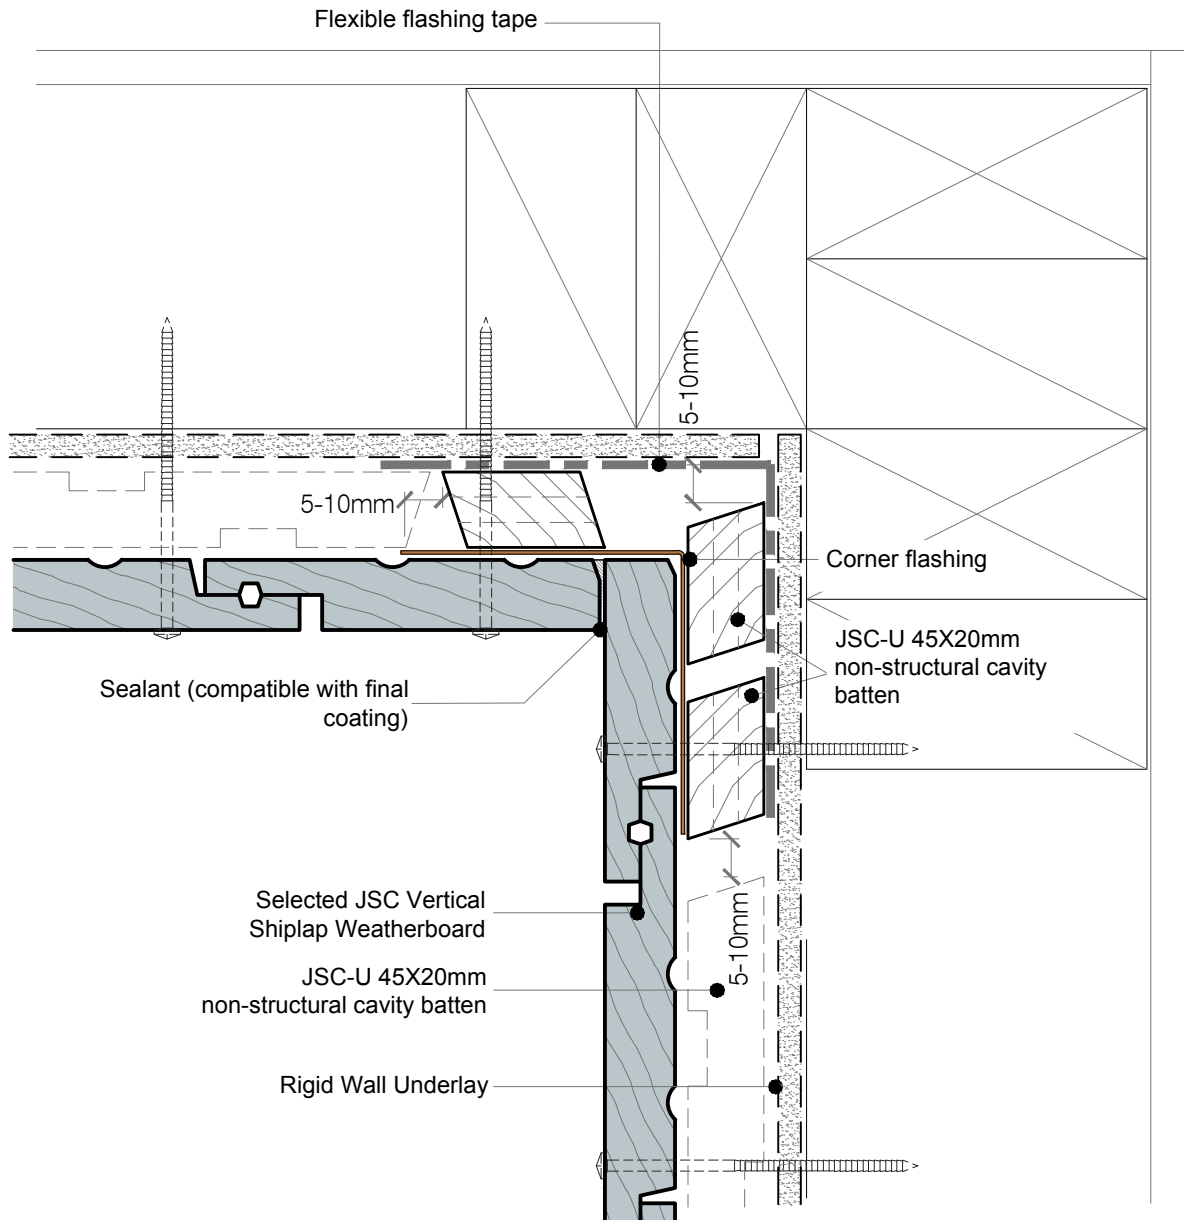 Flexible flashing tape
5-10mm
5-10mm
Corner flashing
JSC-U 45X20mm
non-structural cavity
batten
Sealant (compatible with final
coating)
Selected JSC Vertical
Shiplap Weatherboard
5-10mm
JSC-U 45X20mm
non-structural cavity batten
Rigid Wall Underlay